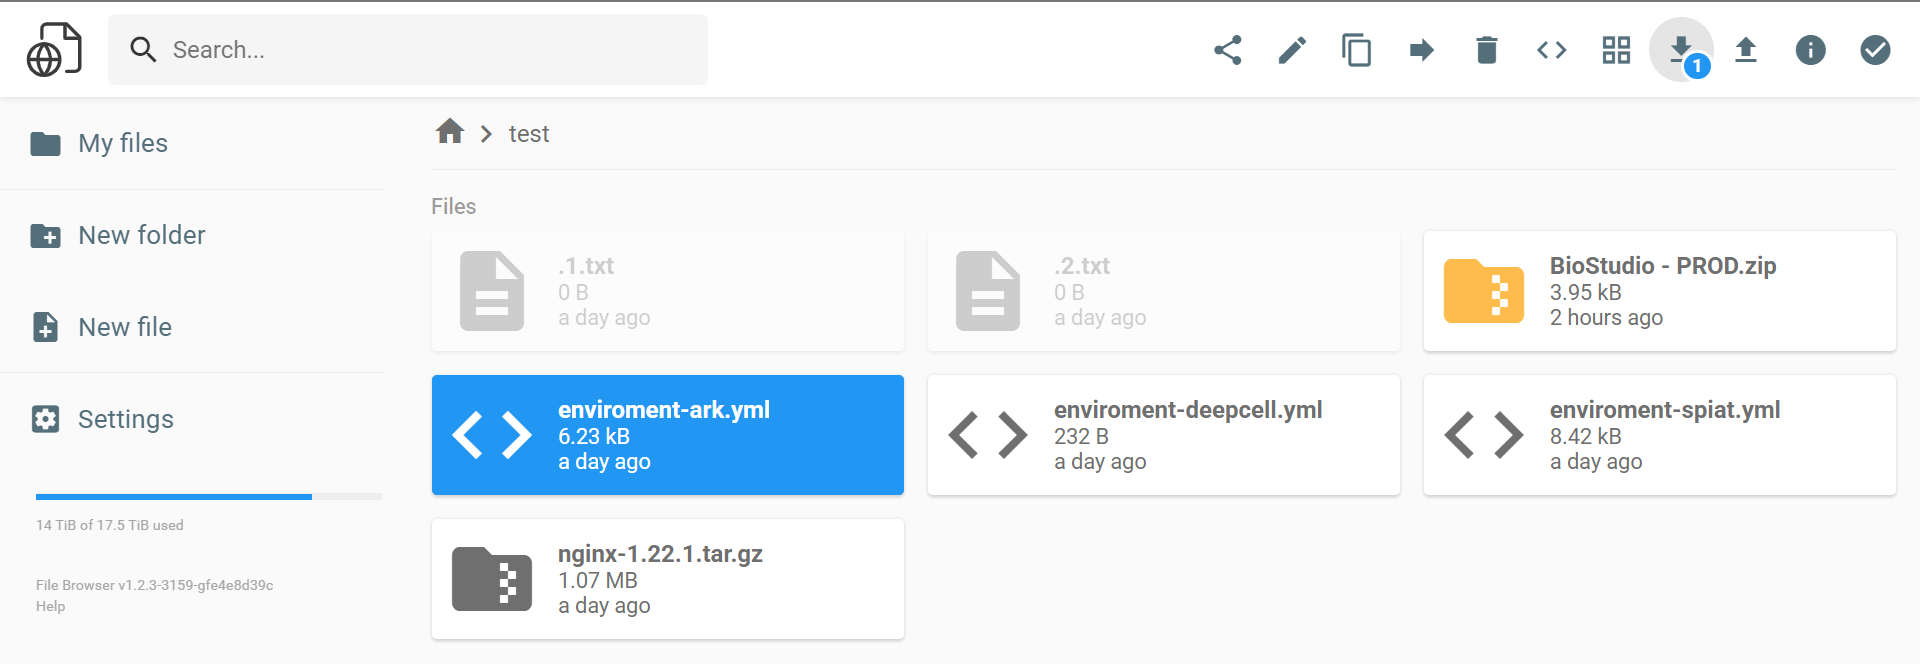 Search...
1
My files
New folder
New file
Settings
14 TiB of 17.5 TiB used
File Browser v1.2.3-3159-gfe4e8d39c
Help
test
Files
.1.txt
0 B
a day ago
.2.txt
0 B
a day ago
BioStudio - PROD.zip
3.95 kB
2 hours ago
enviroment-ark.yml
6.23 kB
a day ago
enviroment-deepcell.yml
232 B
a day ago
enviroment-spiat.yml
8.42 kB
a day ago
nginx-1.22.1.tar.gz
1.07 MB
a day ago